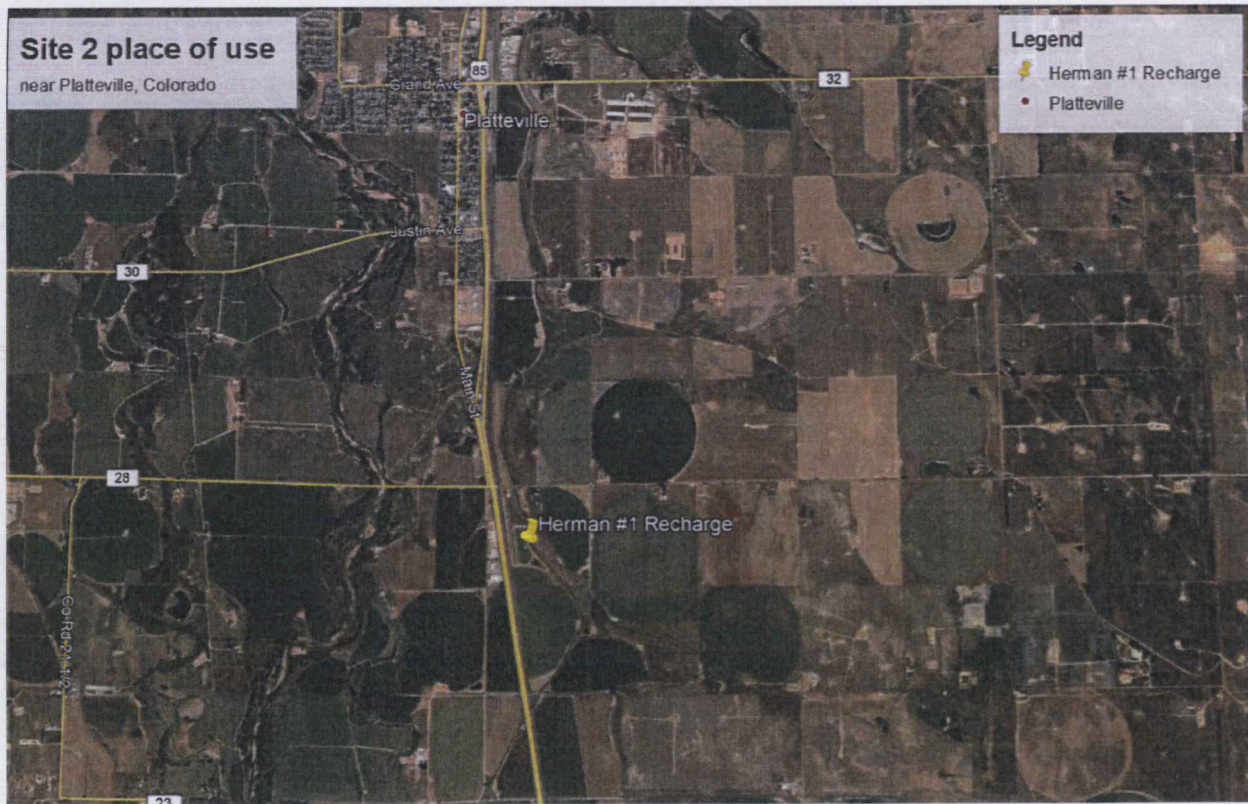 Site 2 place of use
near Platteville, Colorado
Legend
Herman #1 Recharge
Platteville
85
32
Grand Ave
Platteville
Justin Ave
30
Main St
28
Herman #1 Recharge
Co Rd 21 1/2
23